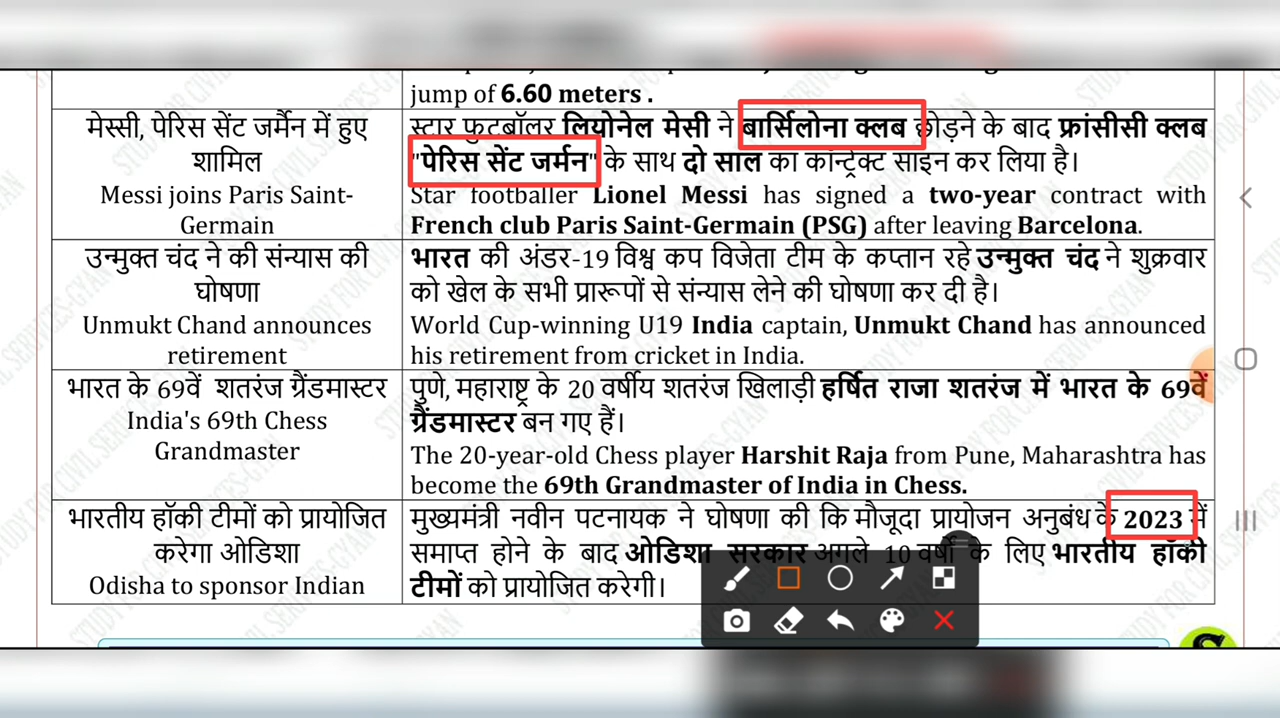 jump of 6.60 meters .
मेस्सी, पेरिस सेंट जर्मैन में हुए
शामिल
Messi joins Paris Saint-
Germain
स्टार फुटबॉलर लियोनेल मेसी ने बार्सिलोना क्लब छोड़ने के बाद फ्रांसीसी क्लब
"पेरिस सेंट जर्मन" के साथ दो साल का कॉन्ट्रेक्ट साइन कर लिया है।
Star footballer Lionel Messi has signed a two-year contract with
French club Paris Saint-Germain (PSG) after leaving Barcelona.
उन्मुक्त चंद ने की संन्यास की
घोषणा
Unmukt Chand announces
retirement
भारत की अंडर-19 विश्व कप विजेता टीम के कप्तान रहे उन्मुक्त चंद ने शुक्रवार
को खेल के सभी प्रारूपों से संन्यास लेने की घोषणा कर दी है।
World Cup-winning U19 India captain, Unmukt Chand has announced
his retirement from cricket in India.
भारत के 69वें शतरंज ग्रैंडमास्टर
India's 69th Chess
Grandmaster
पुणे, महाराष्ट्र के 20 वर्षीय शतरंज खिलाड़ी हर्षित राजा शतरंज में भारत के 69वें
ग्रैंडमास्टर बन गए हैं।
The 20-year-old Chess player Harshit Raja from Pune, Maharashtra has
become the 69th Grandmaster of India in Chess.
भारतीय हॉकी टीमों को प्रायोजित
करेगा ओडिशा
Odisha to sponsor Indian
मुख्यमंत्री नवीन पटनायक ने घोषणा की कि मौजूदा प्रायोजन अनुबंध के 2023 में
समाप्त होने के बाद ओडिशा सरकार अगले 10 वर्षों के लिए भारतीय हॉकी
टीमों को प्रायोजित करेगी।